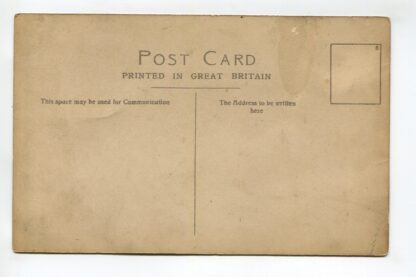 POST CARD
PRINTED IN GREAT BRITAIN
This space may be used for Communication
The Address to be written
here